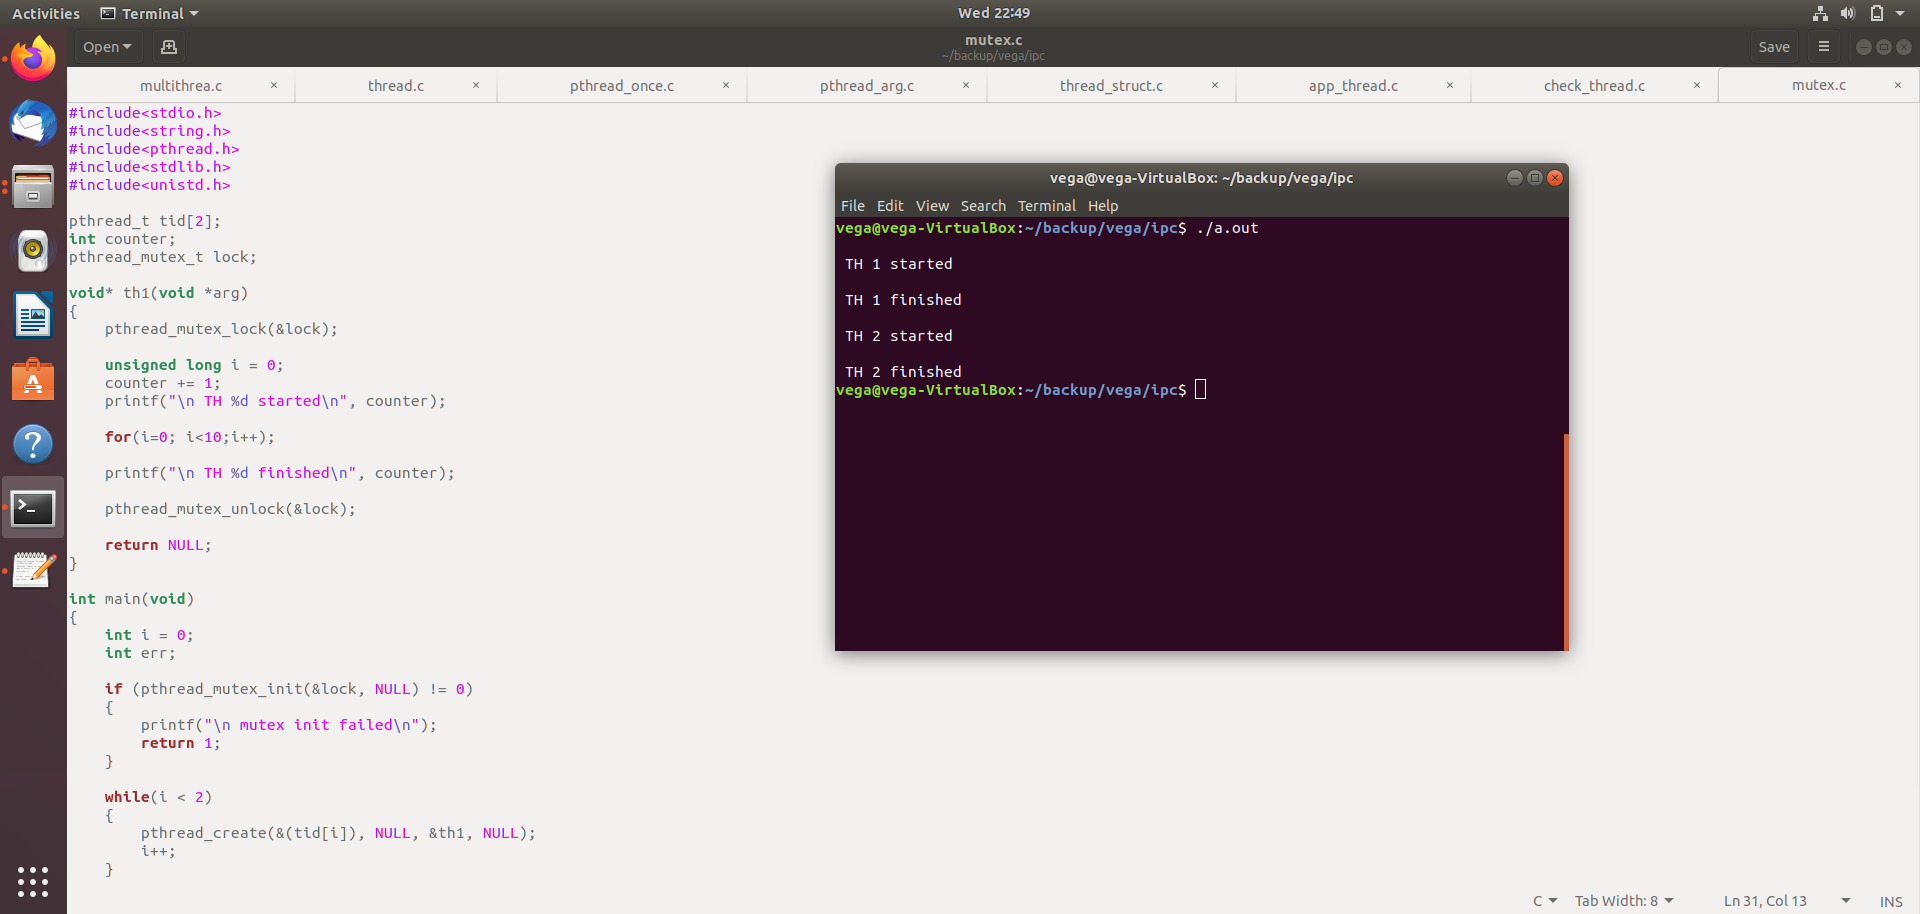 Activities Terminal Wed 22:49
Open mutex.c Save
~/backup/vega/ipc
multithrea.c × thread.c × pthread_once.c × pthread_arg.c × thread_struct.c × app_thread.c × check_thread.c × mutex.c ×
#include<stdio.h>
#include<string.h>
#include<pthread.h>
#include<stdlib.h>
#include<unistd.h>
pthread_t tid[2];
int counter;
pthread_mutex_t lock;
void* th1(void *arg)
{
    pthread_mutex_lock(&lock);
    unsigned long i = 0;
    counter += 1;
    printf("\n TH %d started\n", counter);
    for(i=0; i<10;i++);
    printf("\n TH %d finished\n", counter);
    pthread_mutex_unlock(&lock);
    return NULL;
}
int main(void)
{
    int i = 0;
    int err;
    if (pthread_mutex_init(&lock, NULL) != 0)
    {
        printf("\n mutex init failed\n");
        return 1;
    }
    while(i < 2)
    {
        pthread_create(&(tid[i]), NULL, &th1, NULL);
        i++;
    }
vega@vega-VirtualBox: ~/backup/vega/ipc
File Edit View Search Terminal Help
vega@vega-VirtualBox:~/backup/vega/ipc$ ./a.out
TH 1 started
TH 1 finished
TH 2 started
TH 2 finished
vega@vega-VirtualBox:~/backup/vega/ipc$
C Tab Width: 8 Ln 31, Col 13 INS